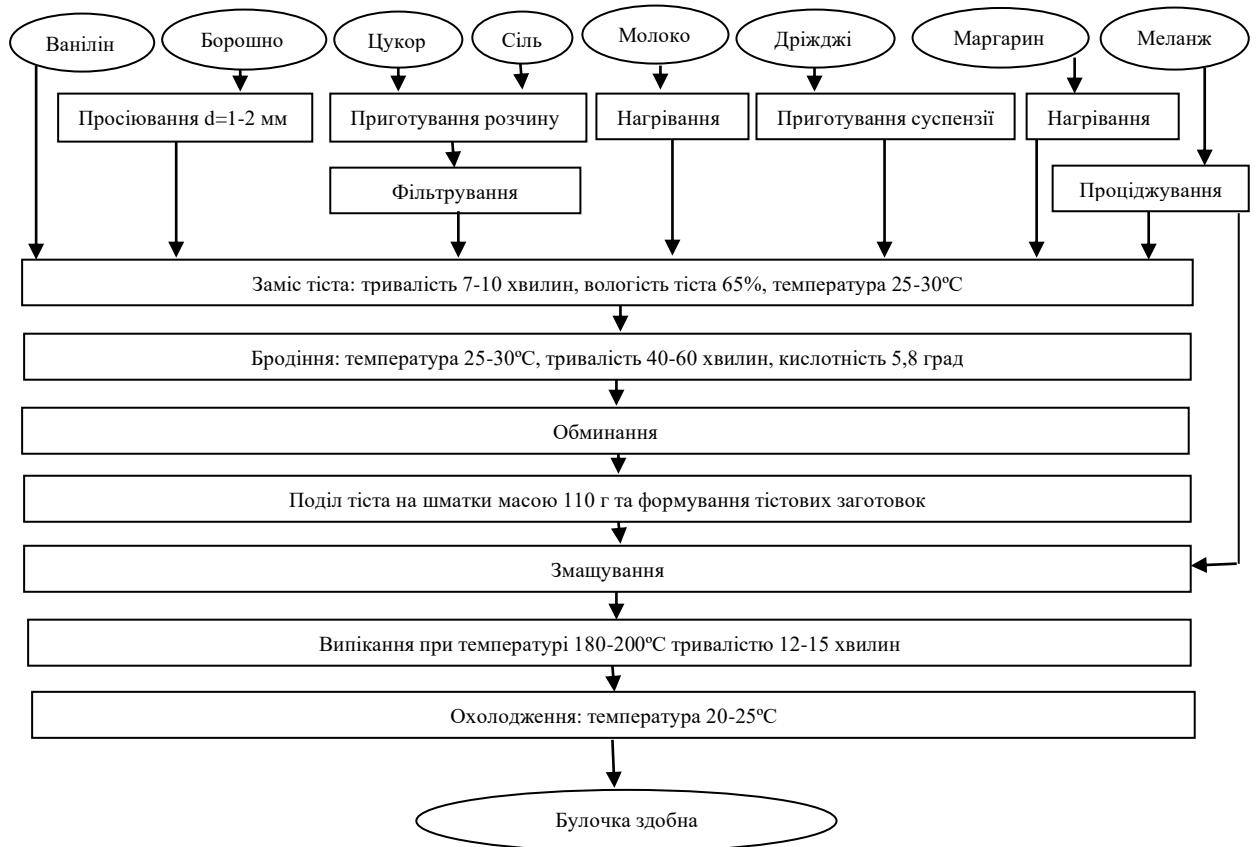 Ванілін
Борошно
Цукор
Сіль
Молоко
Дріжджі
Маргарин
Меланж
Просіювання d=1-2 мм
Приготування розчину
Нагрівання
Приготування суспензії
Нагрівання
Фільтрування
Проціджування
Заміс тіста: тривалість 7-10 хвилин, вологість тіста 65%, температура 25-30ºС
Бродіння: температура 25-30ºС, тривалість 40-60 хвилин, кислотність 5,8 град
Обминання
Поділ тіста на шматки масою 110 г та формування тістових заготовок
Змащування
Випікання при температурі 180-200ºС тривалістю 12-15 хвилин
Охолодження: температура 20-25ºС
Булочка здобна